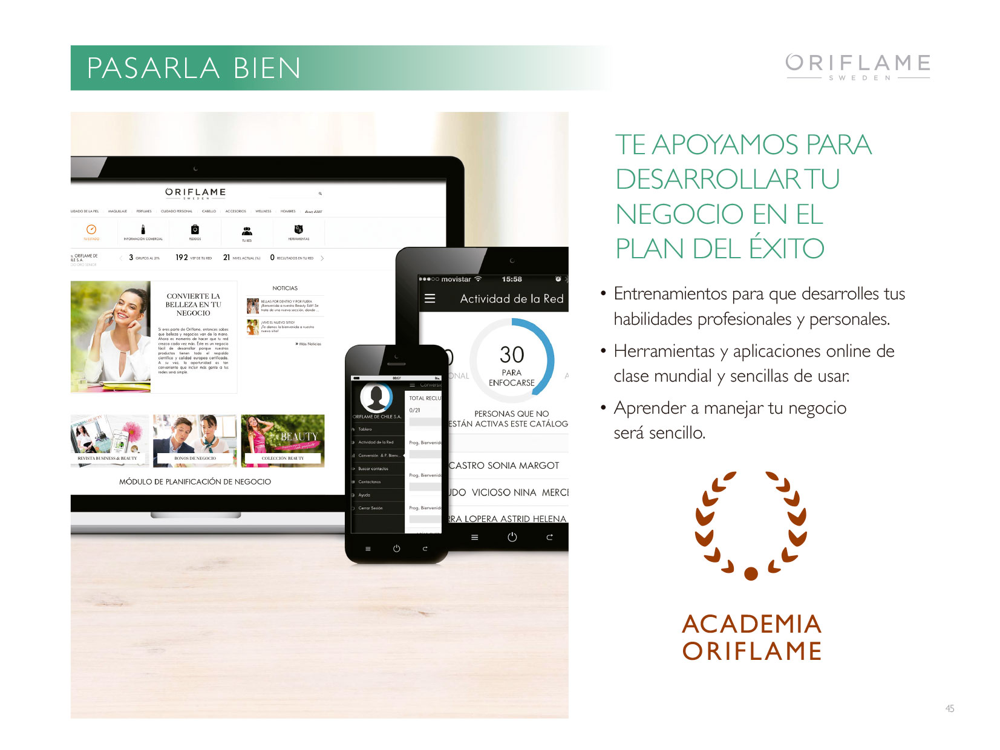 PASARLA BIEN
ORIFLAME
SWEDEN
ORIFLAME
SWEDEN
UIDADO DE LA PIEL MAQUILLAJE PERFUMES CUIDADO PERSONAL CABELLO ACCESORIOS WELLNESS HOMBRES Beauty EDIT
TU ESTADO INFORMACIÓN COMERCIAL PEDIDOS TU RED HERRAMIENTAS
ORIFLAME DE
ILE S.A.
3 GRUPOS AL 21% 192 VEP DE TU RED 21 NIVEL ACTUAL (%) 0 RECLUTADOS EN TU RED
CONVIERTE LA
BELLEZA EN TU
NEGOCIO
Si eres parte de Oriflame, entonces sabes
que belleza y negocios van de la mano.
Ahora es momento de hacer que tu red
crezca cada vez más. Éste es un negocio
fácil de desarrollar porque nuestros
productos tienen todo el respaldo
científico y calidad europea certificada.
A su vez, la oportunidad es tan
conveniente que incluir más gente a tus
redes será simple.
NOTICIAS
BELLAS POR DENTRO Y POR FUERA
¡Bienvenida a nuestro Beauty Edit! Se
trata de una nueva sección, donde ...
¡VIVE EL NUEVO SITIO!
¡Te damos la bienvenida a nuestro
nuevo sitio!
» Más Noticias
REVISTA BUSINESS & BEAUTY
BONOS DE NEGOCIO
BEAUTY
COLECCIÓN BEAUTY
MÓDULO DE PLANIFICACIÓN DE NEGOCIO
movistar 15:58
Actividad de la Red
30
PARA
ENFOCARSE
ONAL
A
PERSONAS QUE NO
ESTÁN ACTIVAS ESTE CATÁLOG
CASTRO SONIA MARGOT
UDO VICIOSO NINA MERCE
RRA LOPERA ASTRID HELENA
Conversió
ORIFLAME DE CHILE S.A.
Tablero
Actividad de la Red
Conversión & P. Bienv...
Buscar contactos
Contactanos
Ayuda
Cerrar Sesión
TOTAL RECLU
0/21
Prog. Bienvenida
Prog. Bienvenida
Prog. Bienvenida
TE APOYAMOS PARA
DESARROLLAR TU
NEGOCIO EN EL
PLAN DEL ÉXITO
• Entrenamientos para que desarrolles tus
habilidades profesionales y personales.
• Herramientas y aplicaciones online de
clase mundial y sencillas de usar.
• Aprender a manejar tu negocio
será sencillo.
ACADEMIA
ORIFLAME
45